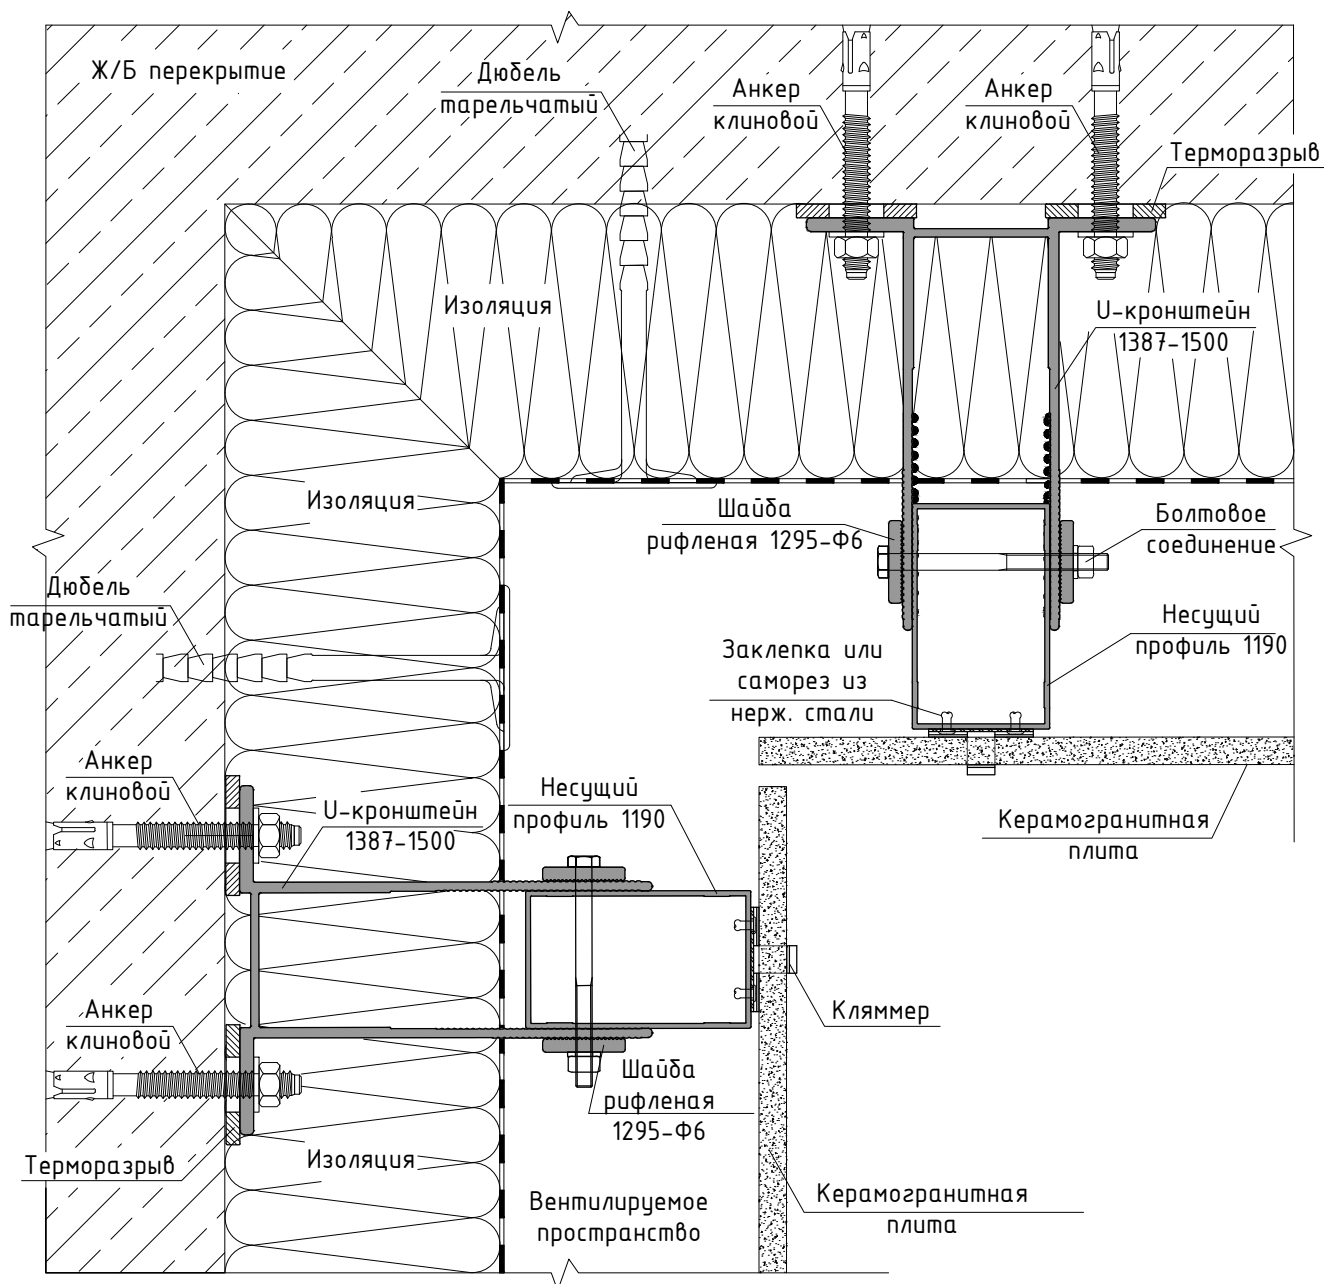 Ж/Б перекрытие
Дюбель
тарельчатый
Анкер
клиновой
Анкер
клиновой
Терморазрыв
Изоляция
U-кронштейн
1387-1500
Изоляция
Шайба
рифленая 1295-Ф6
Болтовое
соединение
Дюбель
тарельчатый
Несущий
профиль 1190
Заклепка или
саморез из
нерж. стали
Анкер
клиновой
U-кронштейн
1387-1500
Несущий
профиль 1190
Керамогранитная
плита
Анкер
клиновой
Кляммер
Шайба
рифленая
1295-Ф6
Терморазрыв
Изоляция
Вентилируемое
пространство
Керамогранитная
плита